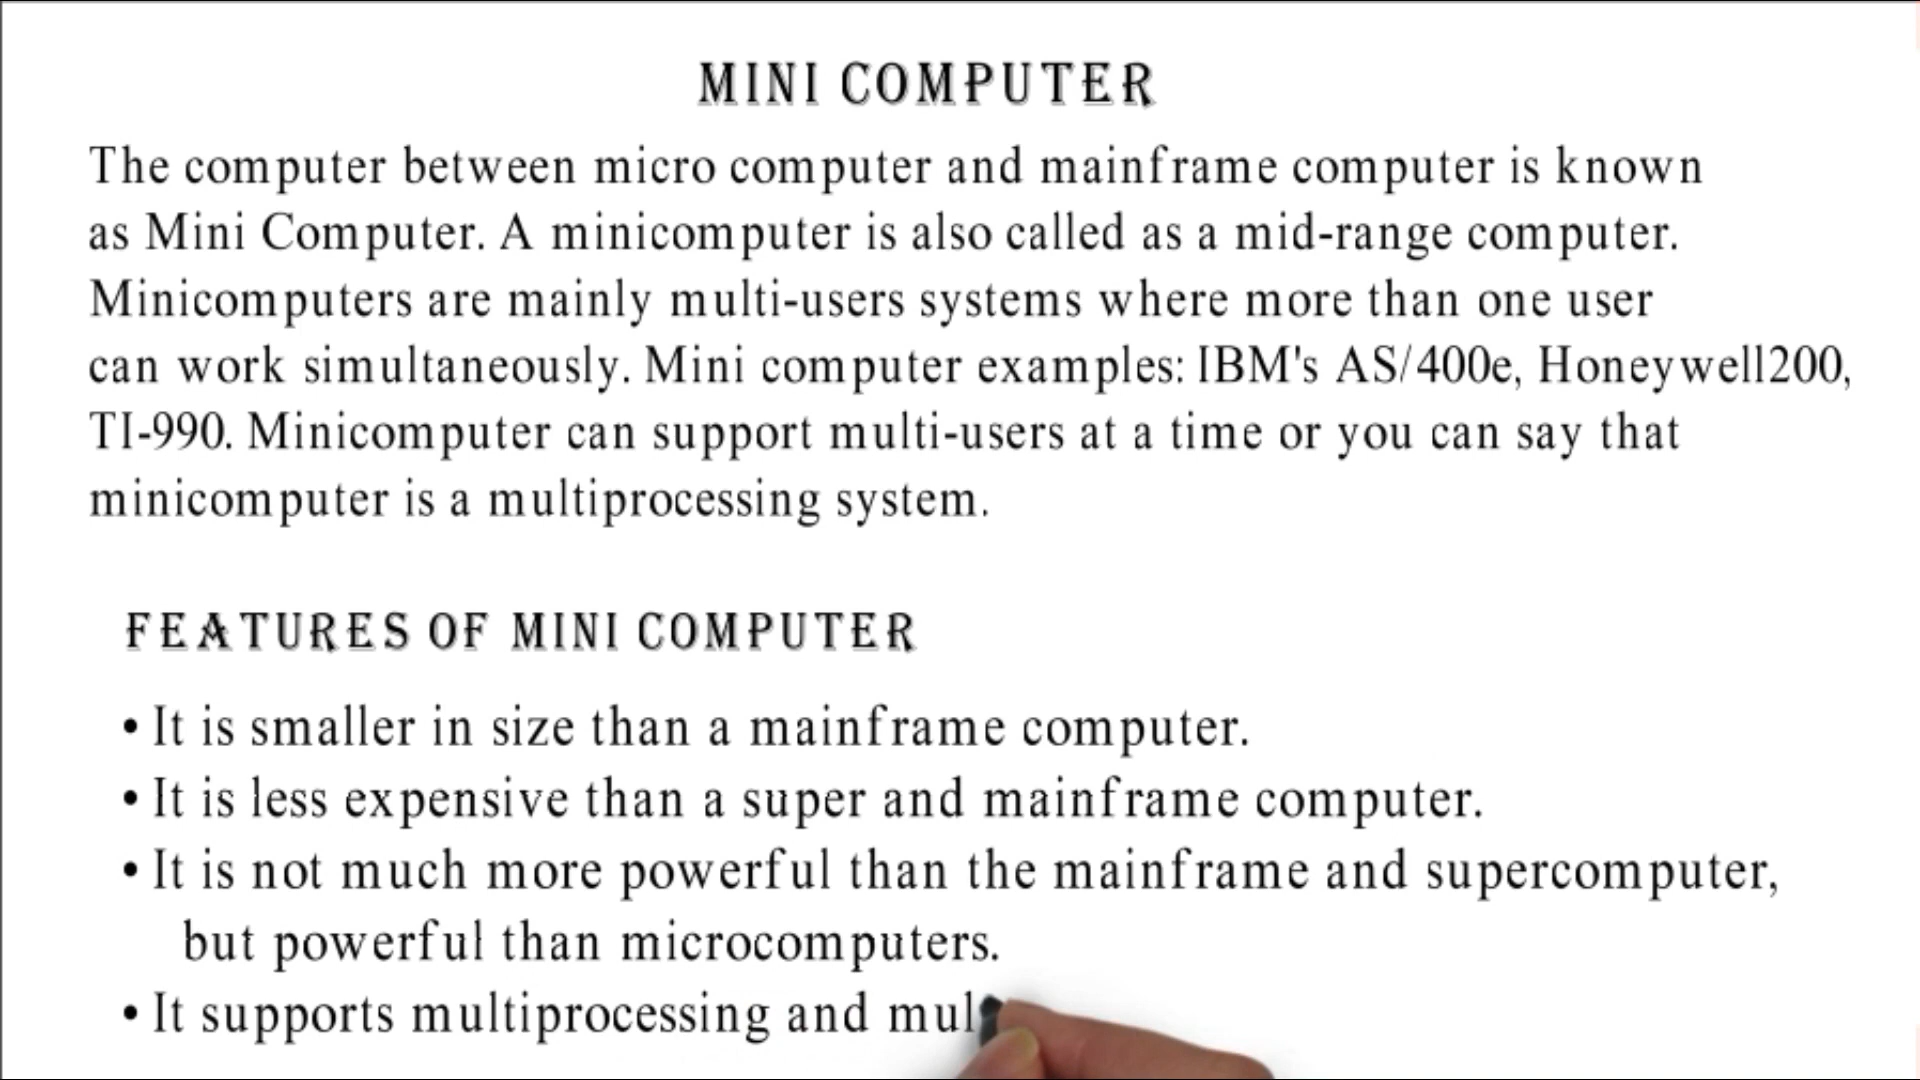 MINI COMPUTER
The computer between micro computer and mainframe computer is known
as Mini Computer. A minicomputer is also called as a mid-range computer.
Minicomputers are mainly multi-users systems where more than one user
can work simultaneously. Mini computer examples: IBM's AS/400e, Honeywell200,
TI-990. Minicomputer can support multi-users at a time or you can say that
minicomputer is a multiprocessing system.
FEATURES OF MINI COMPUTER
• It is smaller in size than a mainframe computer.
• It is less expensive than a super and mainframe computer.
• It is not much more powerful than the mainframe and supercomputer,
but powerful than microcomputers.
• It supports multiprocessing and mul